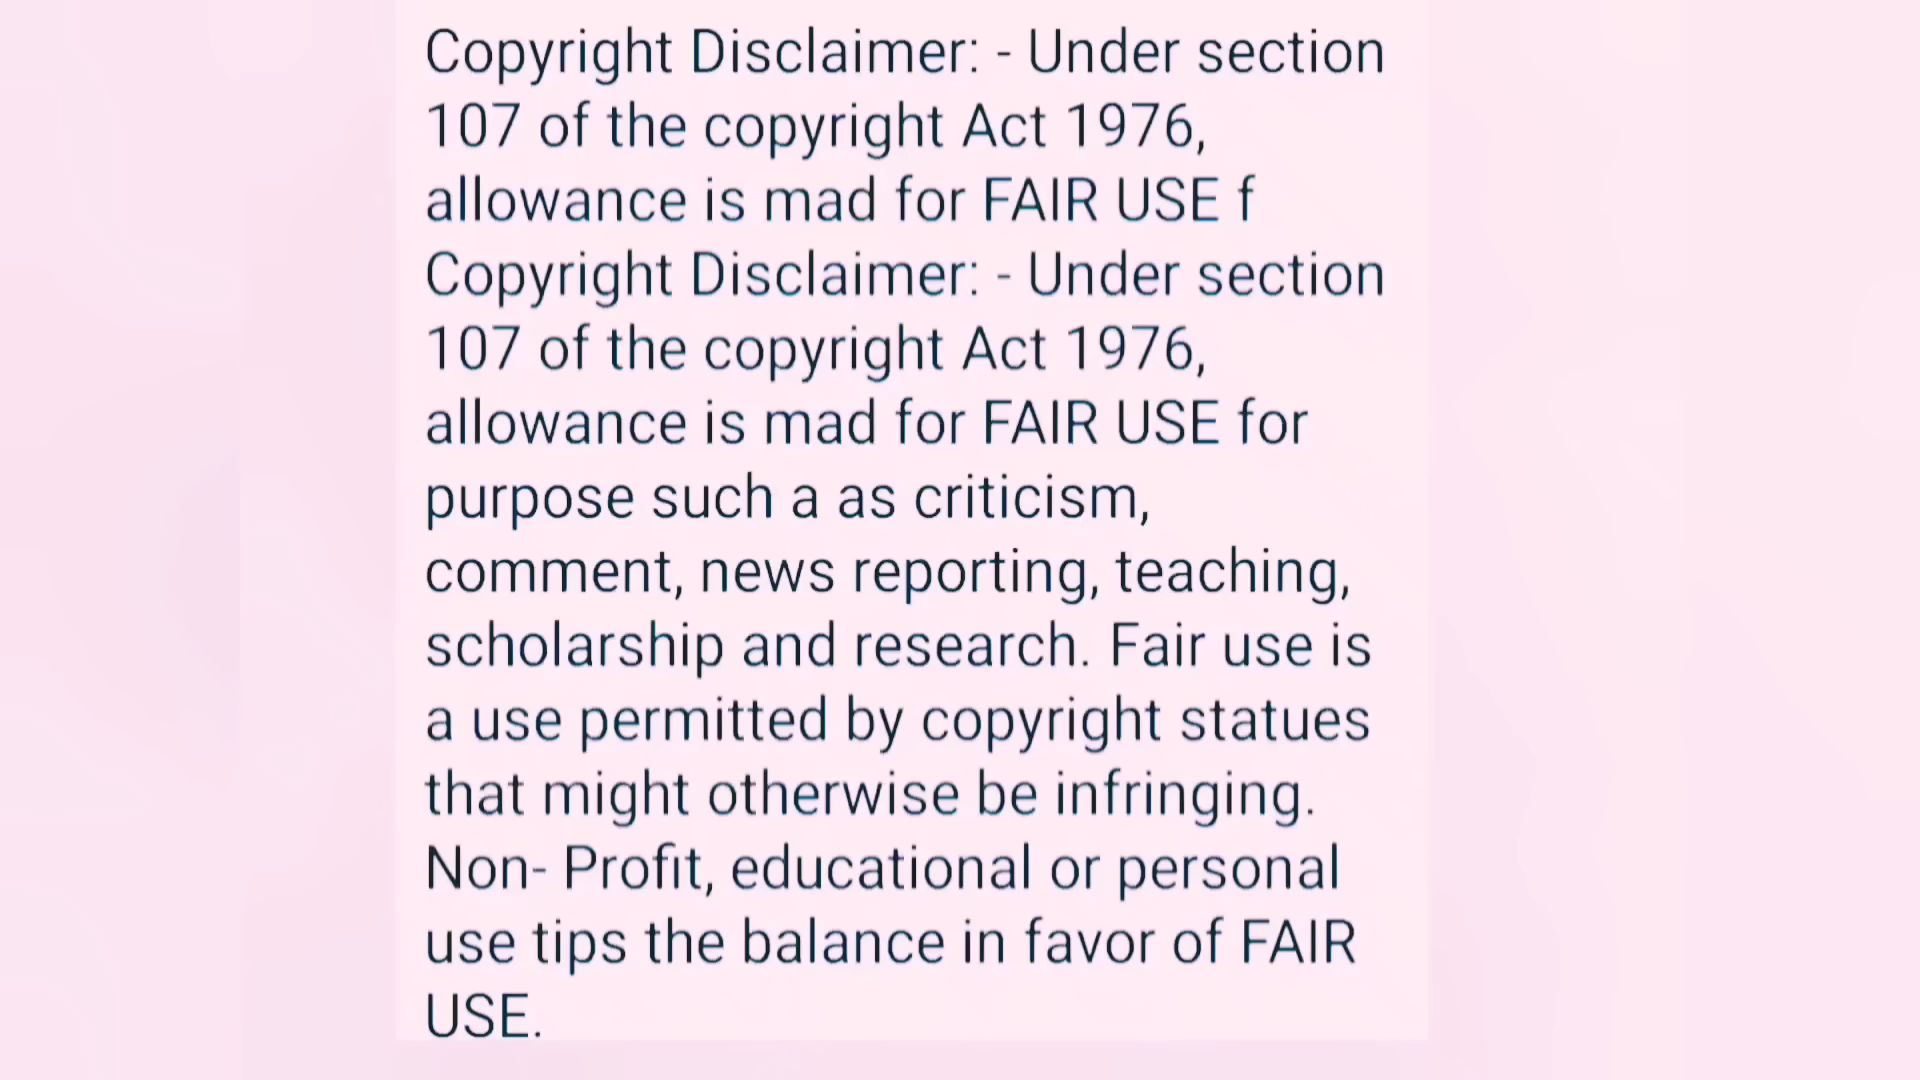 Copyright Disclaimer: - Under section
107 of the copyright Act 1976,
allowance is mad for FAIR USE f
Copyright Disclaimer: - Under section
107 of the copyright Act 1976,
allowance is mad for FAIR USE for
purpose such a as criticism,
comment, news reporting, teaching,
scholarship and research. Fair use is
a use permitted by copyright statues
that might otherwise be infringing.
Non- Profit, educational or personal
use tips the balance in favor of FAIR
USE.